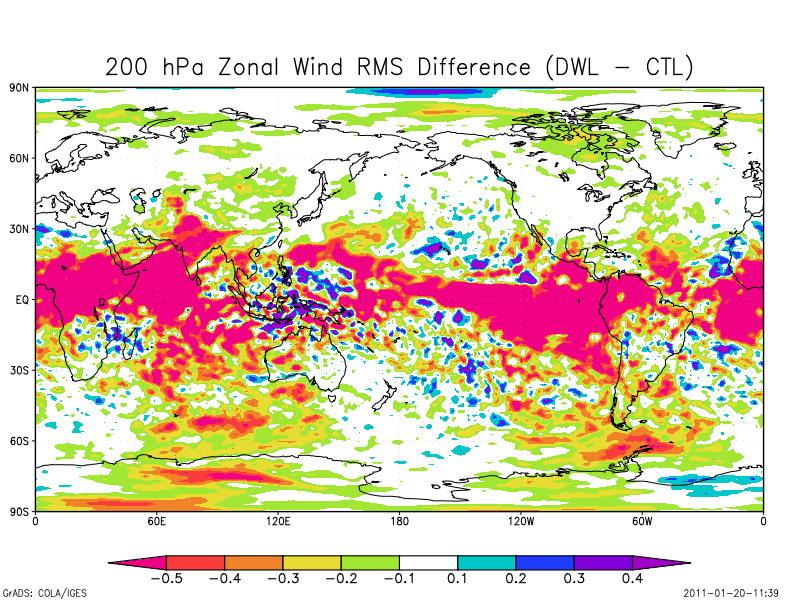 200 hPa Zonal Wind RMS Difference (DWL − CTL)
90N
60N
30N
EQ
30S
60S
90S
0 60E 120E 180 120W 60W 0
−0.5 −0.4 −0.3 −0.2 −0.1 0.1 0.2 0.3 0.4
GrADS: COLA/IGES 2011-01-20-11:39